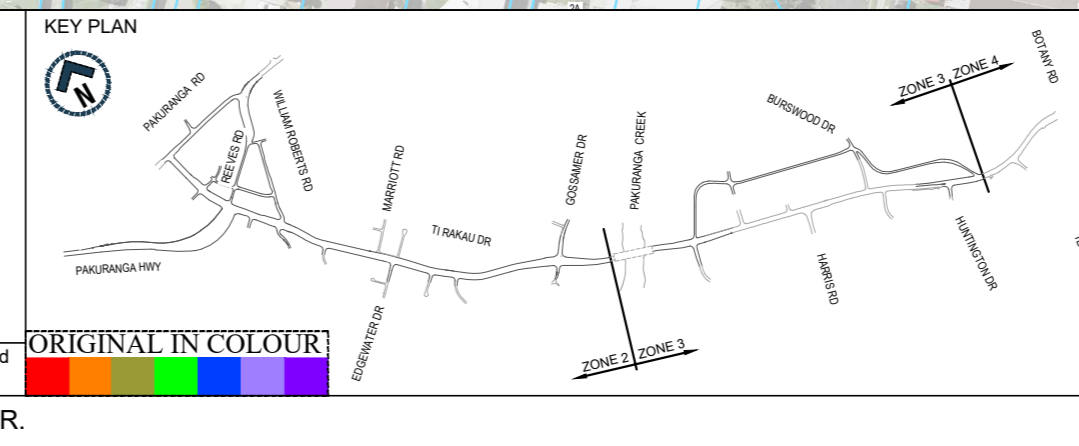 2A
KEY PLAN
N
PAKURANGA RD
WILLIAM ROBERTS RD
REEVES RD
MARRIOTT RD
GOSSAMER DR
PAKURANGA CREEK
BURSWOOD DR
ZONE 3
ZONE 4
BOTANY RD
TI RAKAU DR
PAKURANGA HWY
EDGEWATER DR
HARRIS RD
HUNTINGTON DR
ZONE 2
ZONE 3
d
ORIGINAL IN COLOUR
R.